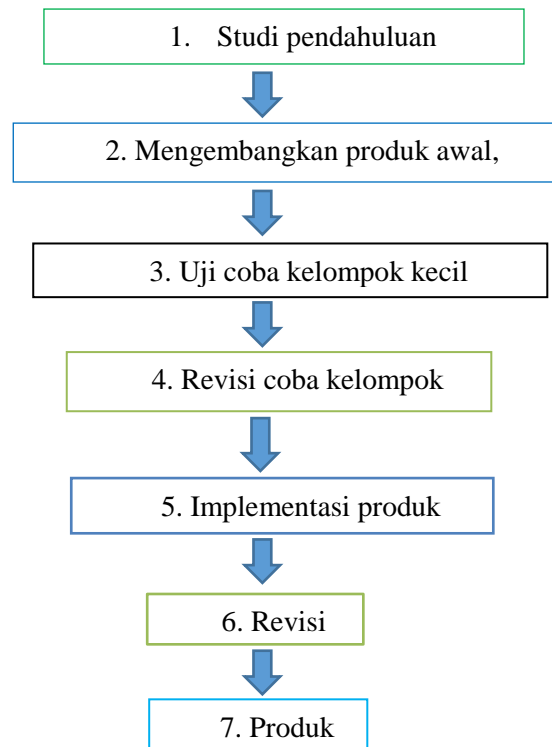 1. Studi pendahuluan
2. Mengembangkan produk awal,
3. Uji coba kelompok kecil
4. Revisi coba kelompok
5. Implementasi produk
6. Revisi
7. Produk